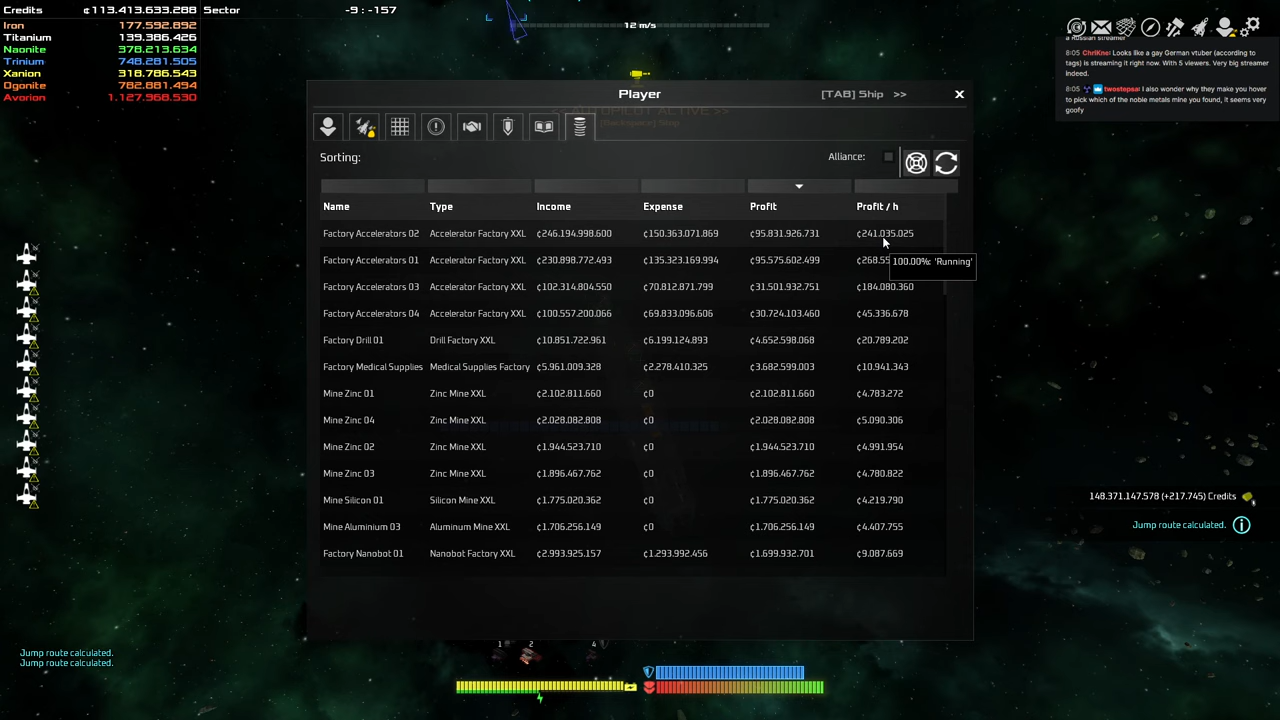 Credits ¢113.413.633.288 Sector -9 : -157
Iron 177.592.892
Titanium 139.386.426
Naonite 378.213.634
Trinium 748.281.505
Xanion 318.786.543
Ogonite 782.881.494
Avorion 1.127.968.530
12 m/s
a Russian streamer
8:05 ChriKne: Looks like a gay German vtuber (according to
tags) is streaming it right now. With 5 viewers. Very big streamer
indeed.
8:05 twostepsa: I also wonder why they make you hover
to pick which of the noble metals mine you found, it seems very
goofy
Player
[TAB] Ship >>
<< AUTOPILOT ACTIVE >>
[Backspace] Stop
Sorting:
Alliance:
Name Type Income Expense Profit Profit / h
Factory Accelerators 02 Accelerator Factory XXL ¢246.194.998.600 ¢150.363.071.869 ¢95.831.926.731 ¢241.035.025
Factory Accelerators 01 Accelerator Factory XXL ¢230.898.772.493 ¢135.323.169.994 ¢95.575.602.499
100.00%: 'Running'
Factory Accelerators 03 Accelerator Factory XXL ¢102.314.804.550 ¢70.812.871.799 ¢31.501.932.751 ¢184.080.360
Factory Accelerators 04 Accelerator Factory XXL ¢100.557.200.066 ¢69.833.096.606 ¢30.724.103.460 ¢45.336.678
Factory Drill 01 Drill Factory XXL ¢10.851.722.961 ¢6.199.124.893 ¢4.652.598.068 ¢20.789.202
Factory Medical Supplies Medical Supplies Factory ¢5.961.009.328 ¢2.278.410.325 ¢3.682.599.003 ¢10.941.343
Mine Zinc 01 Zinc Mine XXL ¢2.102.811.660 ¢0 ¢2.102.811.660 ¢4.783.272
Mine Zinc 04 Zinc Mine XXL ¢2.028.082.808 ¢0 ¢2.028.082.808 ¢5.090.306
Mine Zinc 02 Zinc Mine XXL ¢1.944.523.710 ¢0 ¢1.944.523.710 ¢4.991.954
Mine Zinc 03 Zinc Mine XXL ¢1.896.467.762 ¢0 ¢1.896.467.762 ¢4.780.822
Mine Silicon 01 Silicon Mine XXL ¢1.775.020.362 ¢0 ¢1.775.020.362 ¢4.219.790
Mine Aluminium 03 Aluminum Mine XXL ¢1.706.256.149 ¢0 ¢1.706.256.149 ¢4.407.755
Factory Nanobot 01 Nanobot Factory XXL ¢2.993.925.157 ¢1.293.992.456 ¢1.699.932.701 ¢9.087.669
148.371.147.578 (+217.745) Credits
Jump route calculated.
Jump route calculated.
Jump route calculated.
1 2 4